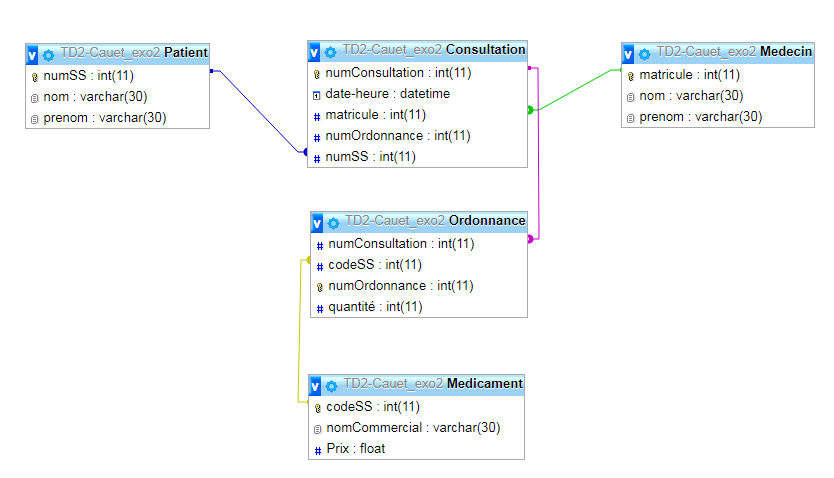 TD2-Cauet_exo2 Patient
numSS : int(11)
nom : varchar(30)
prenom : varchar(30)
TD2-Cauet_exo2 Consultation
numConsultation : int(11)
date-heure : datetime
matricule : int(11)
numOrdonnance : int(11)
numSS : int(11)
TD2-Cauet_exo2 Medecin
matricule : int(11)
nom : varchar(30)
prenom : varchar(30)
TD2-Cauet_exo2 Ordonnance
numConsultation : int(11)
codeSS : int(11)
numOrdonnance : int(11)
quantité : int(11)
TD2-Cauet_exo2 Medicament
codeSS : int(11)
nomCommercial : varchar(30)
Prix : float